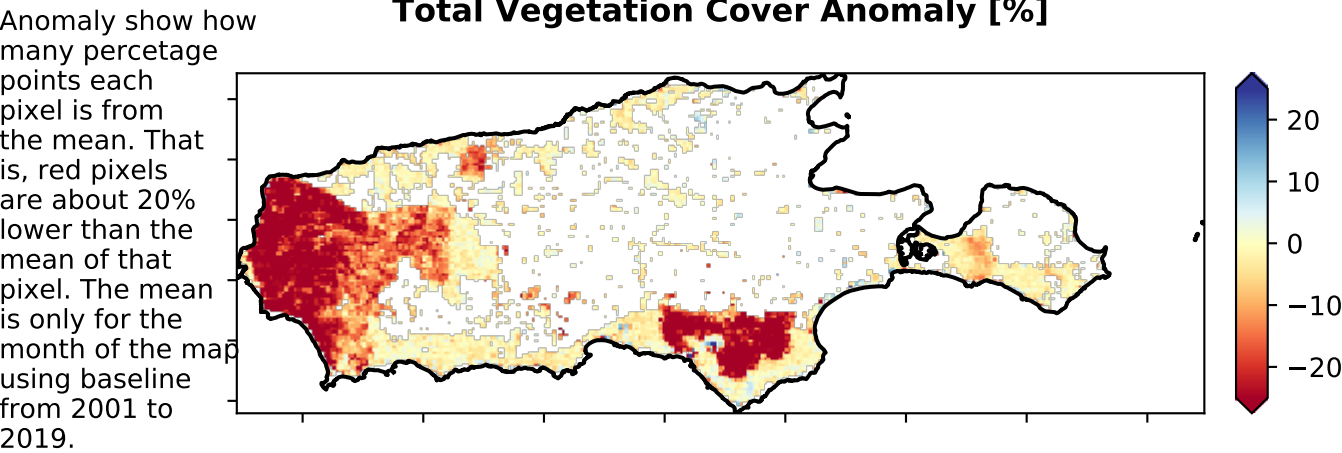 Total Vegetation Cover Anomaly [%]
Anomaly show how
many percetage
points each
pixel is from
the mean. That
is, red pixels
are about 20%
lower than the
mean of that
pixel. The mean
is only for the
month of the map
using baseline
from 2001 to
2019.
20
10
0
−10
−20